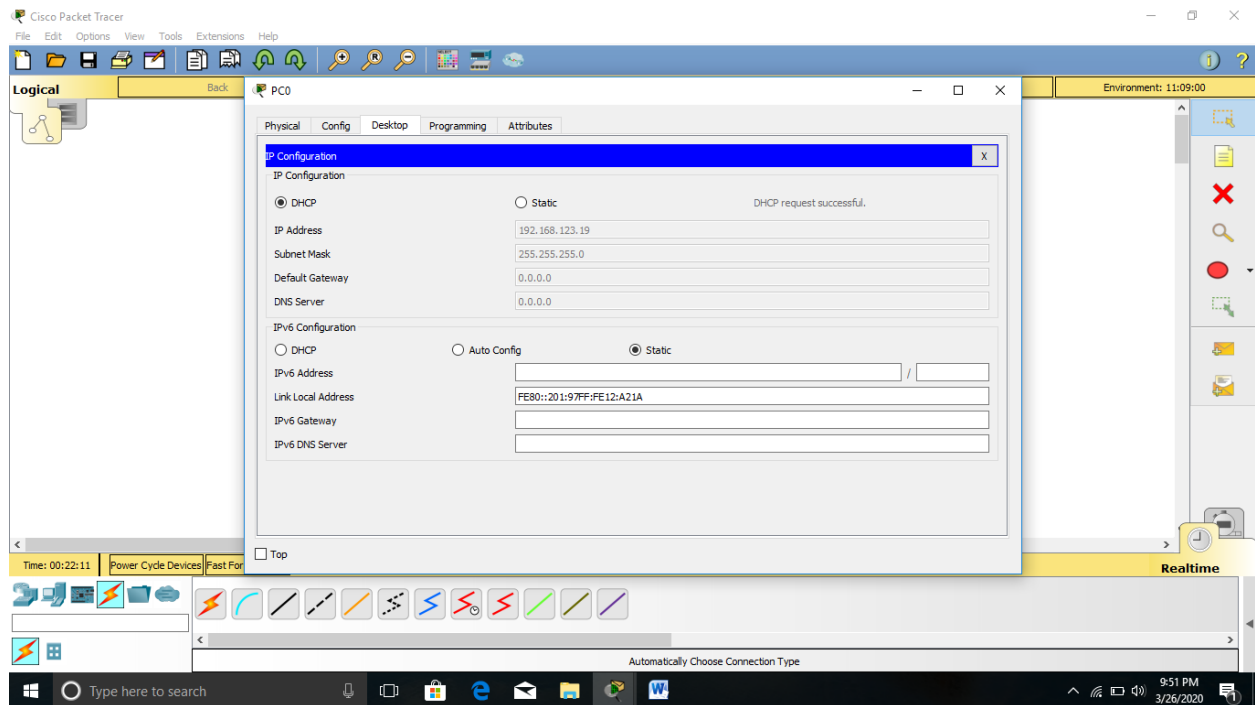 Cisco Packet Tracer
File Edit Options View Tools Extensions Help
Logical
Back
Environment: 11:09:00
PC0
Physical Config Desktop Programming Attributes
IP Configuration
X
IP Configuration
DHCP
Static
DHCP request successful.
IP Address
192.168.123.19
Subnet Mask
255.255.255.0
Default Gateway
0.0.0.0
DNS Server
0.0.0.0
IPv6 Configuration
DHCP
Auto Config
Static
IPv6 Address
/
Link Local Address
FE80::201:97FF:FE12:A21A
IPv6 Gateway
IPv6 DNS Server
Top
Time: 00:22:11
Power Cycle Devices
Fast For
Realtime
Automatically Choose Connection Type
Type here to search
9:51 PM
3/26/2020